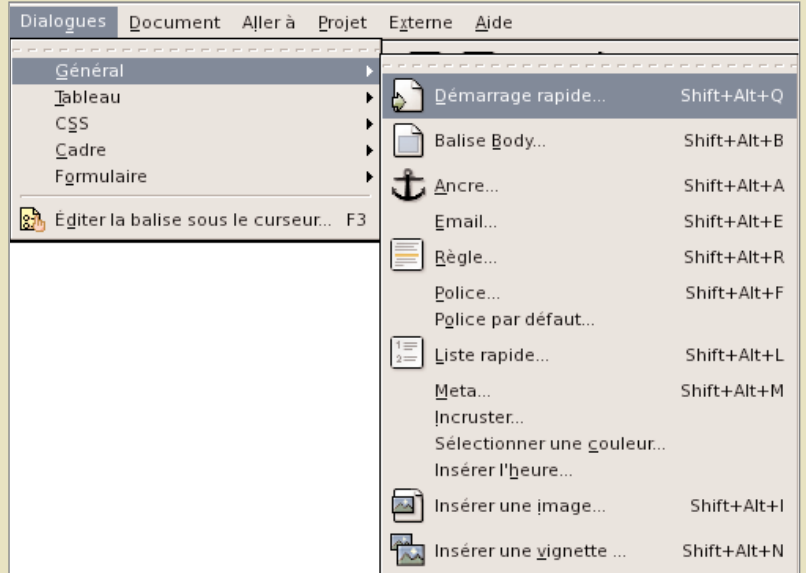 Dialogues Document Aller à Projet Externe Aide
Général
Tableau
CSS
Cadre
Formulaire
Éditer la balise sous le curseur... F3
Démarrage rapide... Shift+Alt+Q
Balise Body... Shift+Alt+B
Ancre... Shift+Alt+A
Email... Shift+Alt+E
Règle... Shift+Alt+R
Police... Shift+Alt+F
Police par défaut...
Liste rapide... Shift+Alt+L
Meta... Shift+Alt+M
Incruster...
Sélectionner une couleur...
Insérer l'heure...
Insérer une image... Shift+Alt+I
Insérer une vignette ... Shift+Alt+N